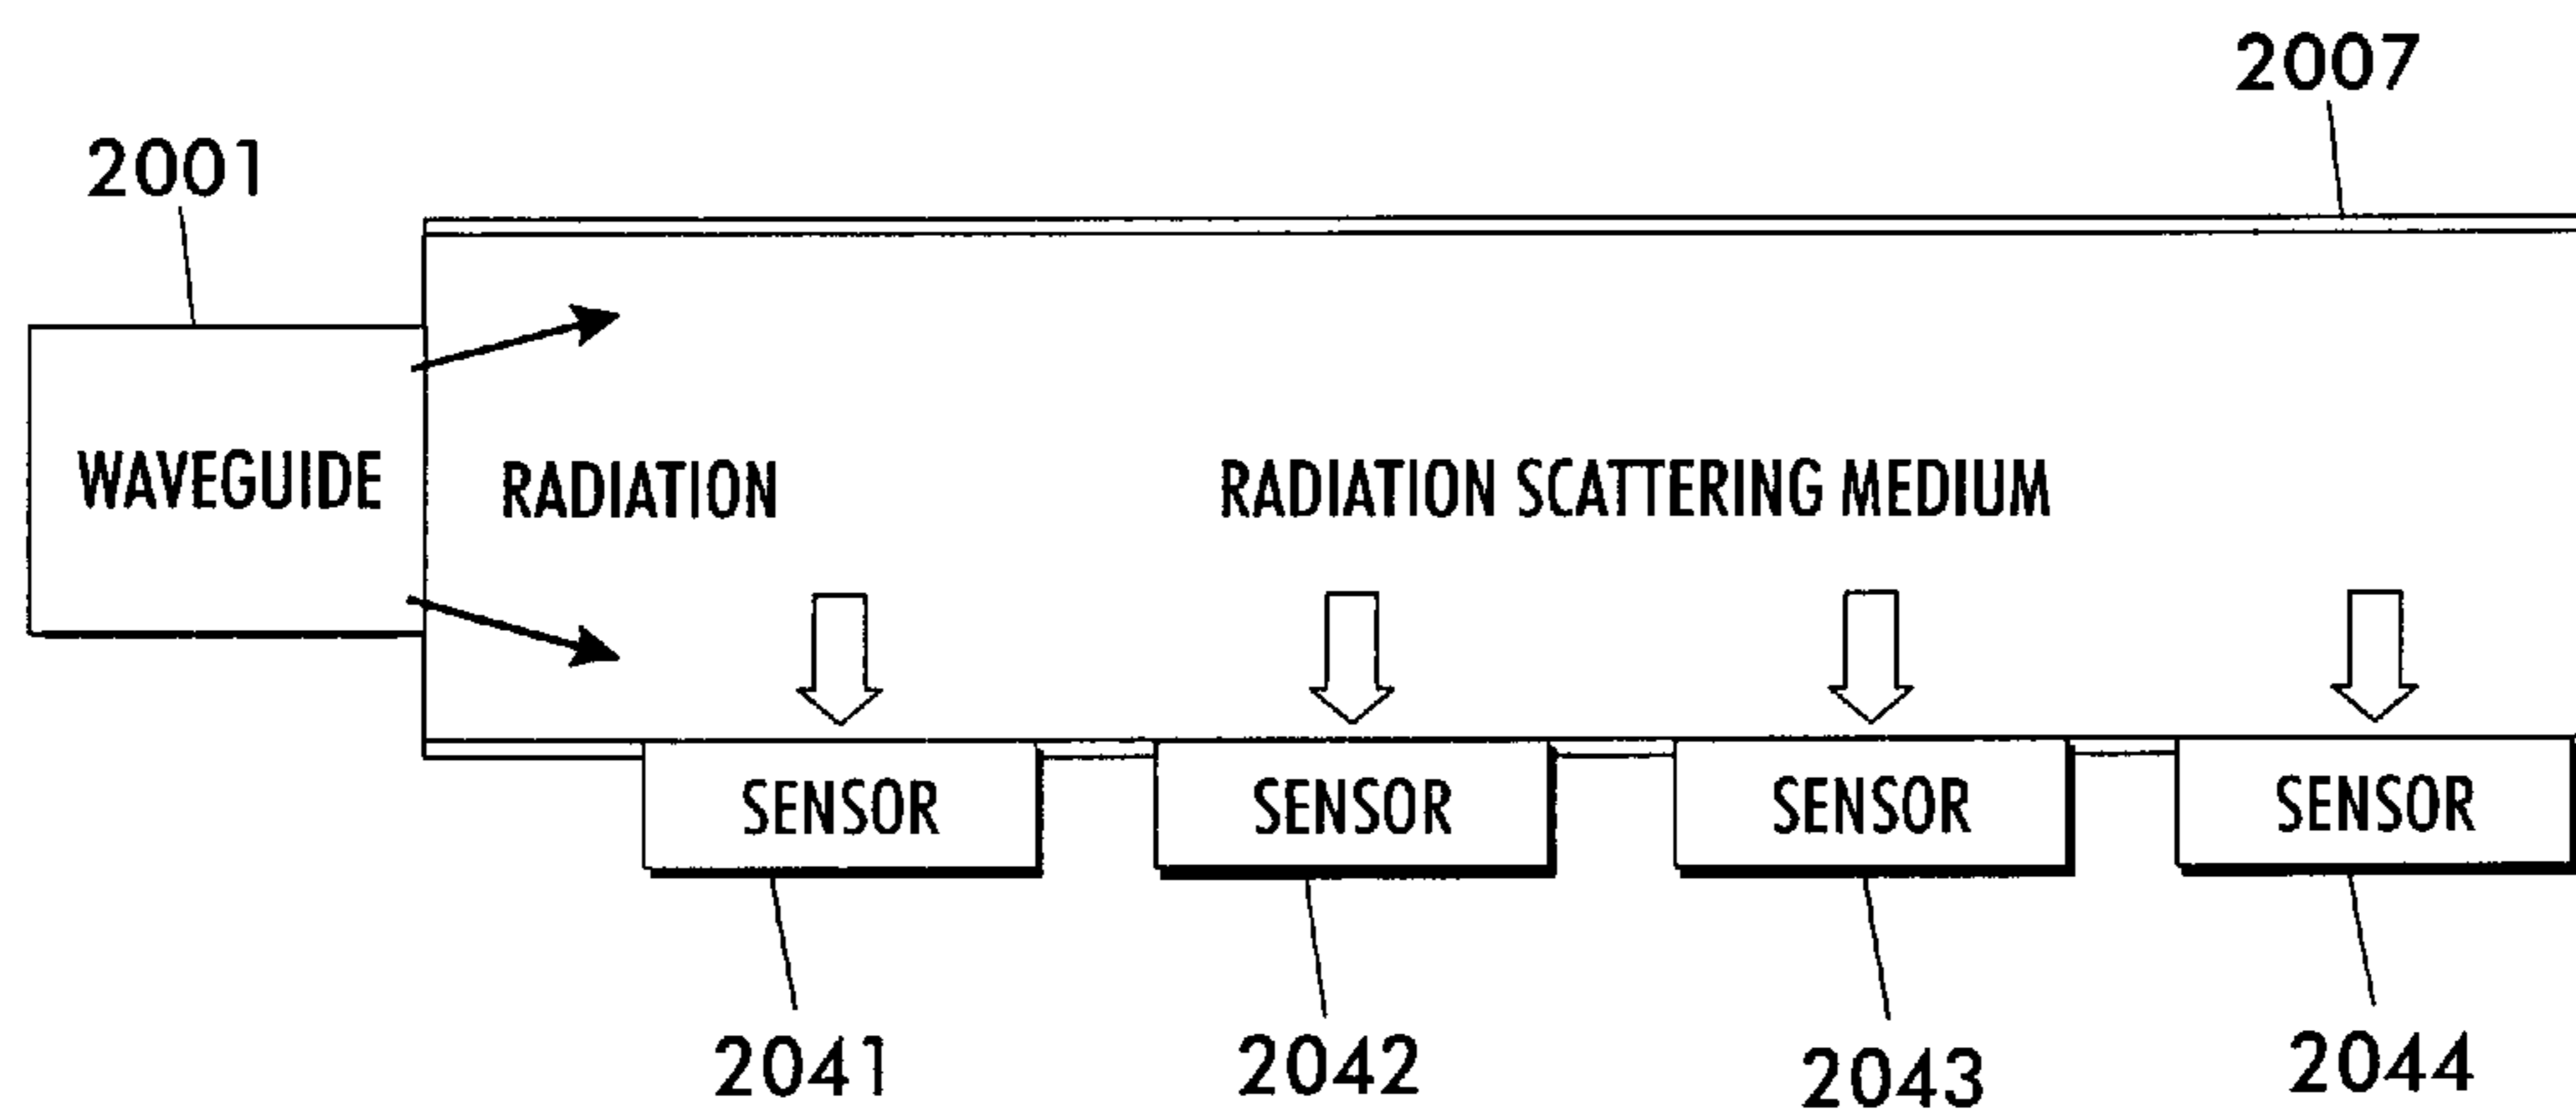 2007
2001
WAVEGUIDE
RADIATION
RADIATION SCATTERING MEDIUM
SENSOR
SENSOR
SENSOR
SENSOR
2041
2042
2043
2044